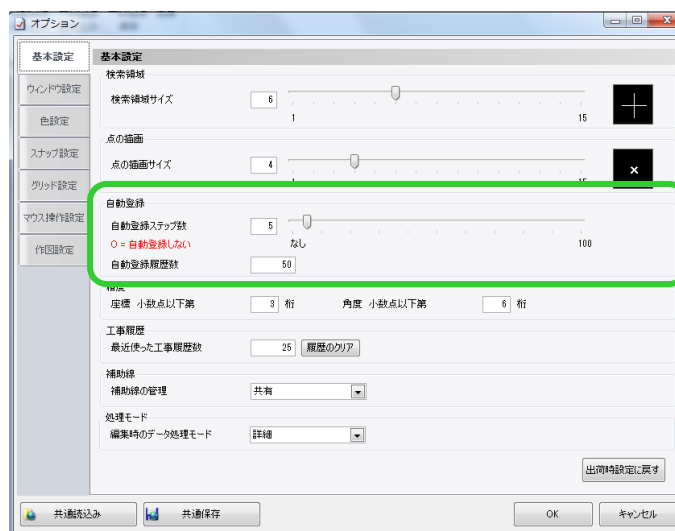 オプション
基本設定
ウィンドウ設定
色設定
スナップ設定
グリッド設定
マウス操作設定
作図設定
基本設定
検索領域
検索領域サイズ 6
1 15
点の描画
点の描画サイズ 4
自動登録
自動登録ステップ数 5
0 = 自動登録しない なし 100
自動登録履歴数 50
座標 小数点以下第 3 桁 角度 小数点以下第 6 桁
工事履歴
最近使った工事履歴数 25 履歴のクリア
補助線
補助線の管理 共有
処理モード
編集時のデータ処理モード 詳細
出荷時設定に戻す
共通読込み 共通保存 OK キャンセル